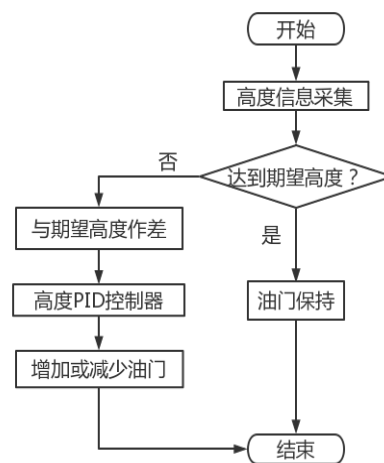 开始
高度信息采集
达到期望高度？
否
是
与期望高度作差
高度PID控制器
油门保持
增加或减少油门
结束